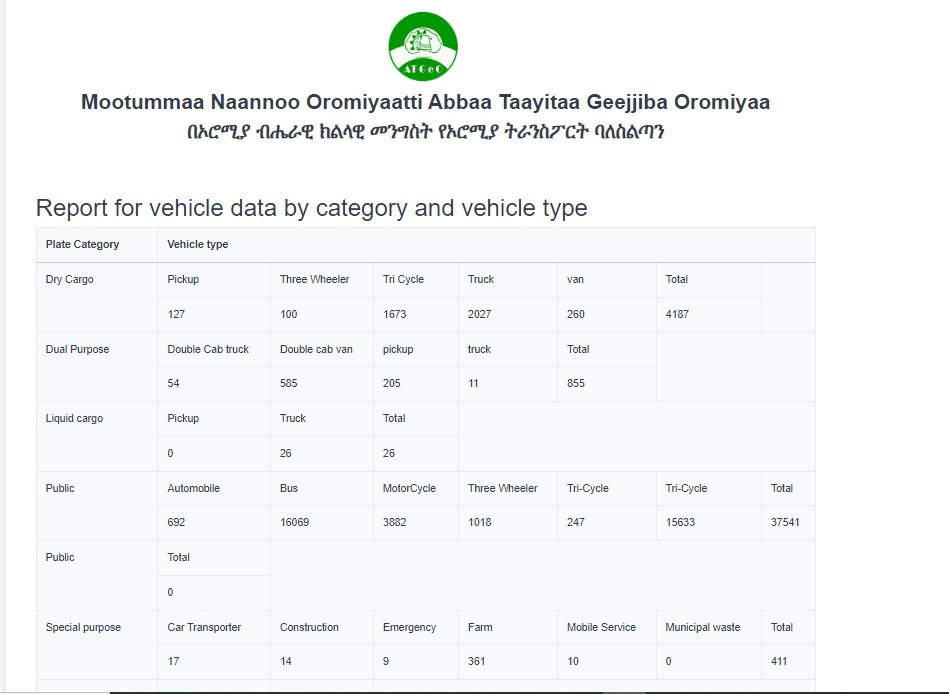 ATGeO
Mootummaa Naannoo Oromiyaatti Abbaa Taayitaa Geejjiba Oromiyaa
በኦሮሚያ ብሔራዊ ክልላዊ መንግስት የኦሮሚያ ትራንስፖርት ባለስልጣን
Report for vehicle data by category and vehicle type
Plate Category Vehicle type
Dry Cargo Pickup Three Wheeler Tri Cycle Truck van Total
127 100 1673 2027 260 4187
Dual Purpose Double Cab truck Double cab van pickup truck Total
54 585 205 11 855
Liquid cargo Pickup Truck Total
0 26 26
Public Automobile Bus MotorCycle Three Wheeler Tri-Cycle Tri-Cycle Total
692 16069 3882 1018 247 15633 37541
Public Total
0
Special purpose Car Transporter Construction Emergency Farm Mobile Service Municipal waste Total
17 14 9 361 10 0 411